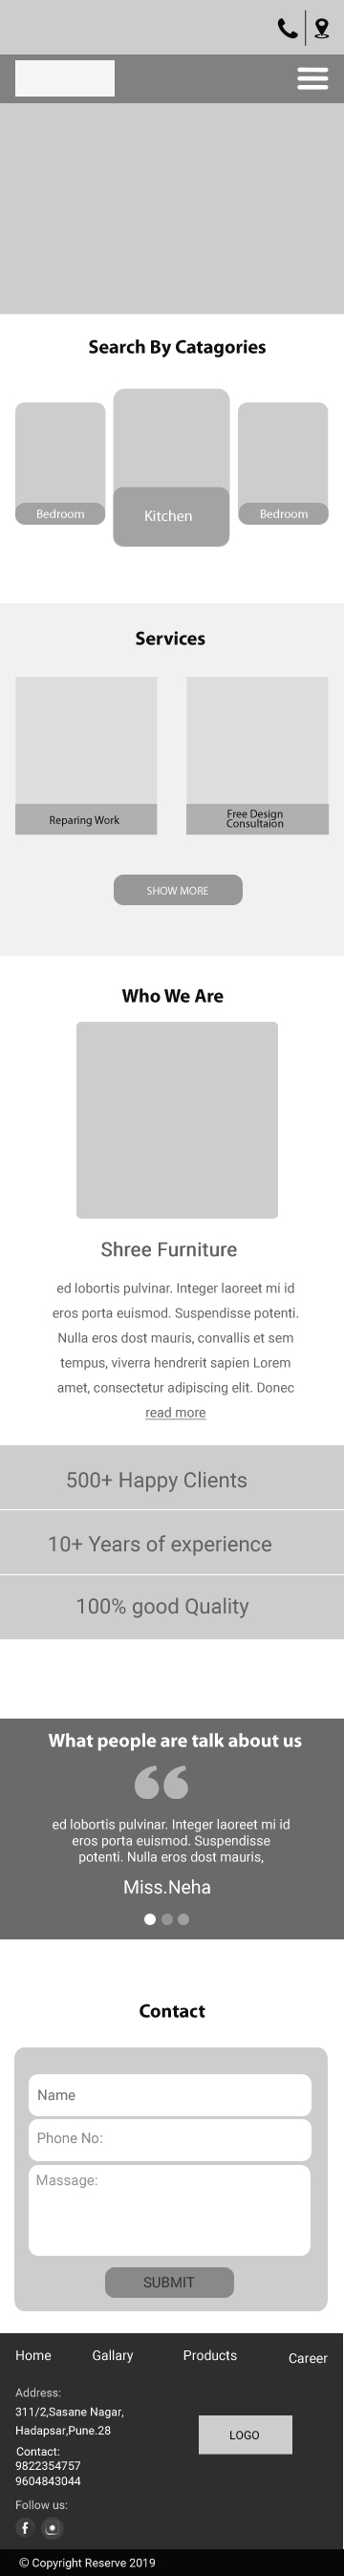 Search By Catagories
Bedroom
Kitchen
Bedroom
Services
Reparing Work
Free Design
Consultaion
SHOW MORE
Who We Are
Shree Furniture
ed lobortis pulvinar. Integer laoreet mi id
eros porta euismod. Suspendisse potenti.
Nulla eros dost mauris, convallis et sem
tempus, viverra hendrerit sapien Lorem
amet, consectetur adipiscing elit. Donec
read more
500+ Happy Clients
10+ Years of experience
100% good Quality
What people are talk about us
ed lobortis pulvinar. Integer laoreet mi id
eros porta euismod. Suspendisse
potenti. Nulla eros dost mauris,
Miss.Neha
Contact
Name
Phone No:
Massage:
SUBMIT
Home Gallary Products Career
Address:
311/2,Sasane Nagar,
Hadapsar,Pune.28
LOGO
Contact:
9822354757
9604843044
Follow us:
© Copyright Reserve 2019